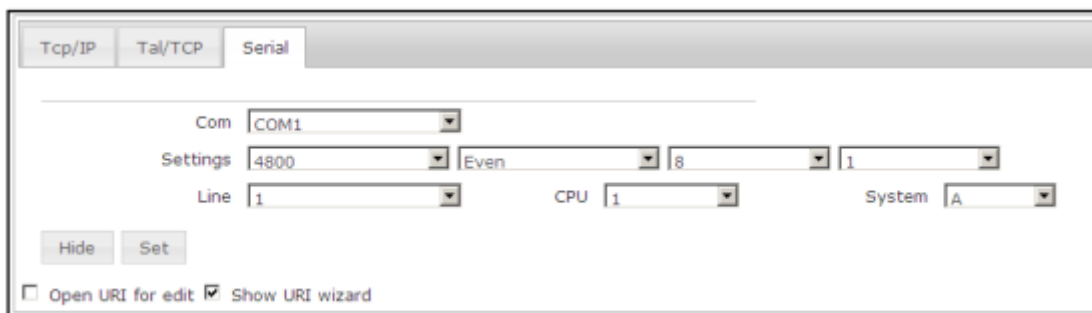 Tcp/IP Tal/TCP Serial
Com COM1
Settings 4800 Even 8 1
Line 1 CPU 1 System A
Hide Set
Open URI for edit Show URI wizard